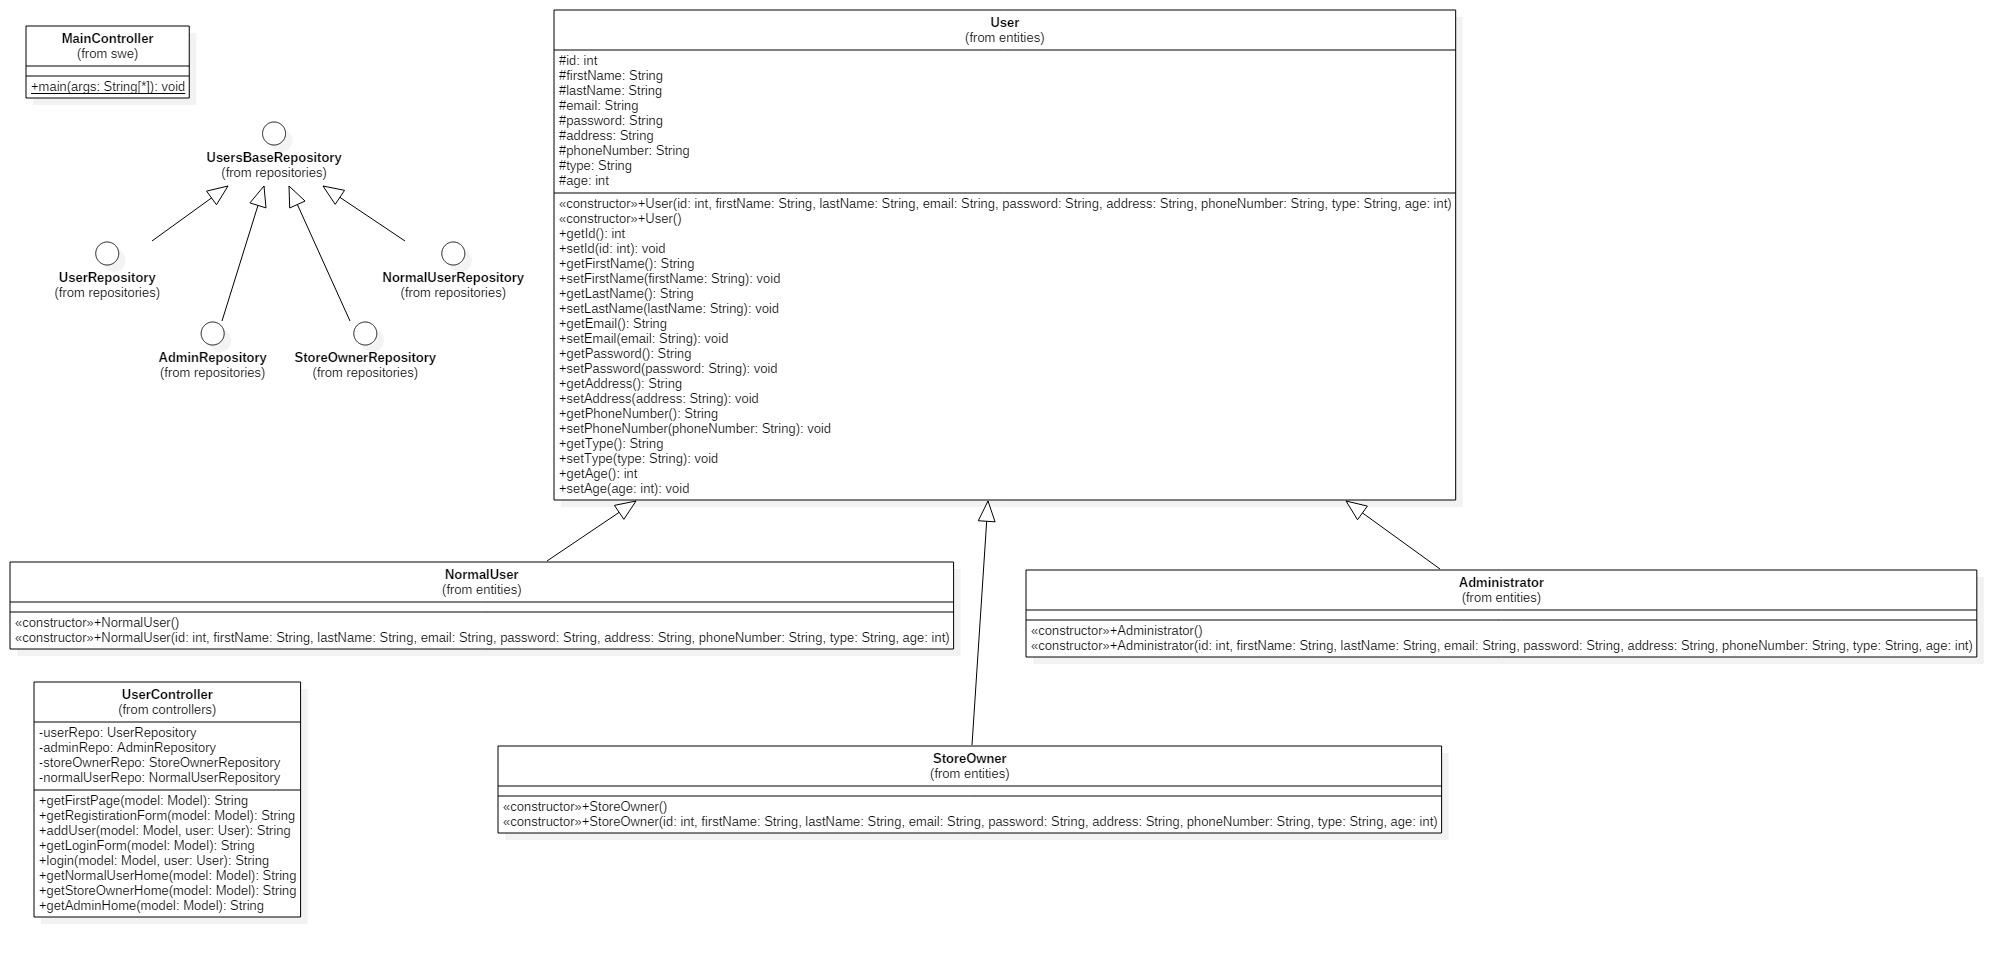 MainController
(from swe)
+main(args: String[*]): void
UsersBaseRepository
(from repositories)
UserRepository
(from repositories)
NormalUserRepository
(from repositories)
AdminRepository
(from repositories)
StoreOwnerRepository
(from repositories)
User
(from entities)
#id: int
#firstName: String
#lastName: String
#email: String
#password: String
#address: String
#phoneNumber: String
#type: String
#age: int
«constructor»+User(id: int, firstName: String, lastName: String, email: String, password: String, address: String, phoneNumber: String, type: String, age: int)
«constructor»+User()
+getId(): int
+setId(id: int): void
+getFirstName(): String
+setFirstName(firstName: String): void
+getLastName(): String
+setLastName(lastName: String): void
+getEmail(): String
+setEmail(email: String): void
+getPassword(): String
+setPassword(password: String): void
+getAddress(): String
+setAddress(address: String): void
+getPhoneNumber(): String
+setPhoneNumber(phoneNumber: String): void
+getType(): String
+setType(type: String): void
+getAge(): int
+setAge(age: int): void
NormalUser
(from entities)
«constructor»+NormalUser()
«constructor»+NormalUser(id: int, firstName: String, lastName: String, email: String, password: String, address: String, phoneNumber: String, type: String, age: int)
Administrator
(from entities)
«constructor»+Administrator()
«constructor»+Administrator(id: int, firstName: String, lastName: String, email: String, password: String, address: String, phoneNumber: String, type: String, age: int)
UserController
(from controllers)
-userRepo: UserRepository
-adminRepo: AdminRepository
-storeOwnerRepo: StoreOwnerRepository
-normalUserRepo: NormalUserRepository
+getFirstPage(model: Model): String
+getRegistirationForm(model: Model): String
+addUser(model: Model, user: User): String
+getLoginForm(model: Model): String
+login(model: Model, user: User): String
+getNormalUserHome(model: Model): String
+getStoreOwnerHome(model: Model): String
+getAdminHome(model: Model): String
StoreOwner
(from entities)
«constructor»+StoreOwner()
«constructor»+StoreOwner(id: int, firstName: String, lastName: String, email: String, password: String, address: String, phoneNumber: String, type: String, age: int)